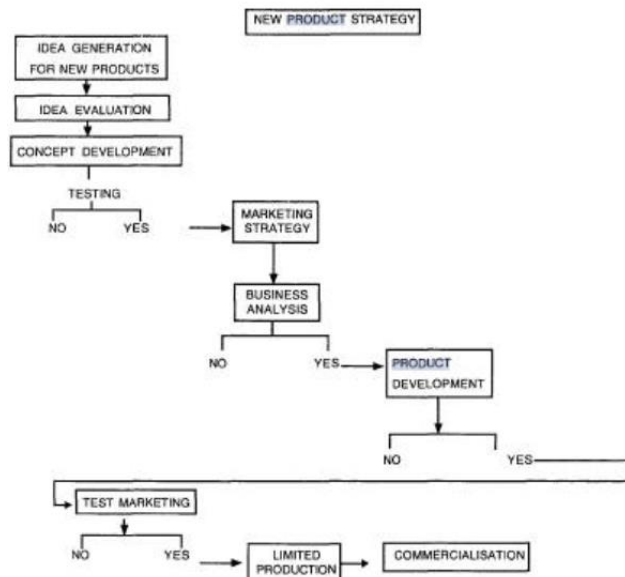 NEW PRODUCT STRATEGY
IDEA GENERATION
FOR NEW PRODUCTS
IDEA EVALUATION
CONCEPT DEVELOPMENT
TESTING
NO YES
MARKETING
STRATEGY
BUSINESS
ANALYSIS
NO YES
PRODUCT
DEVELOPMENT
NO YES
TEST MARKETING
NO YES
LIMITED
PRODUCTION
COMMERCIALISATION